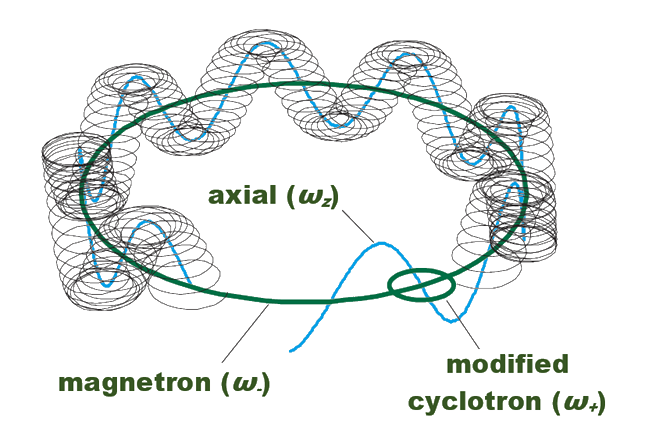 axial (ωz)
magnetron (ω-)
modified
cyclotron (ω+)